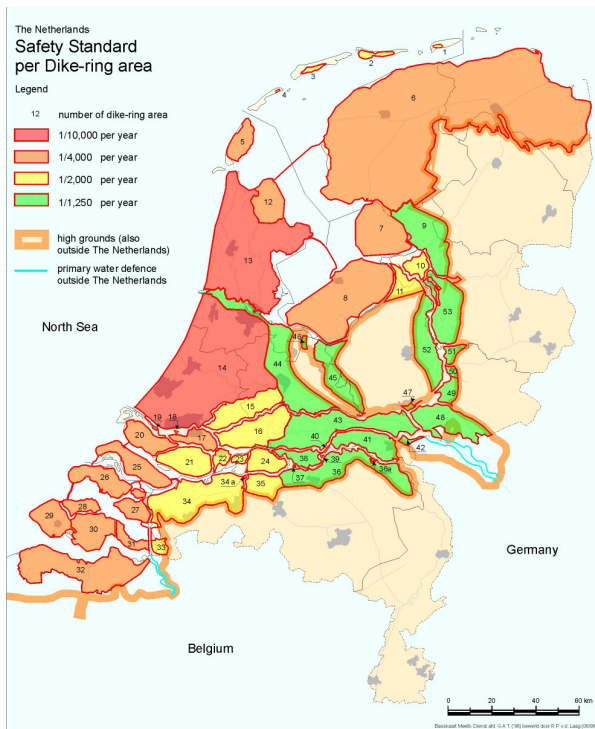 The Netherlands
Safety Standard
per Dike-ring area
Legend
12 number of dike-ring area
1/10,000 per year
1/4,000 per year
1/2,000 per year
1/1,250 per year
high grounds (also
outside The Netherlands)
primary water defence
outside The Netherlands
North Sea
Germany
Belgium
1
2
3
4
5
6
7
8
9
10
11
12
13
14
15
16
17
18
19
20
21
22
23
24
25
26
27
28
29
30
31
32
33
34
34a
35
36
36a
37
38
39
40
41
42
43
44
45
46
47
48
49
50
51
52
53
0 20 40 60 km